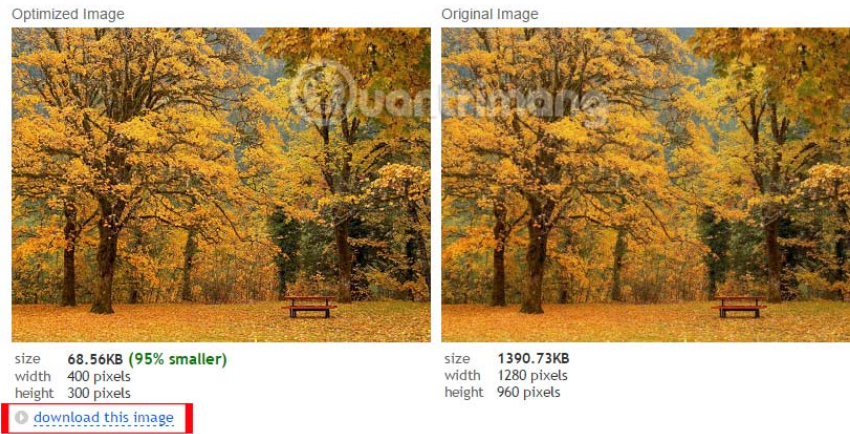 Optimized Image
Original Image
Quantrimang
size 68.56KB (95% smaller)
width 400 pixels
height 300 pixels
download this image
size 1390.73KB
width 1280 pixels
height 960 pixels